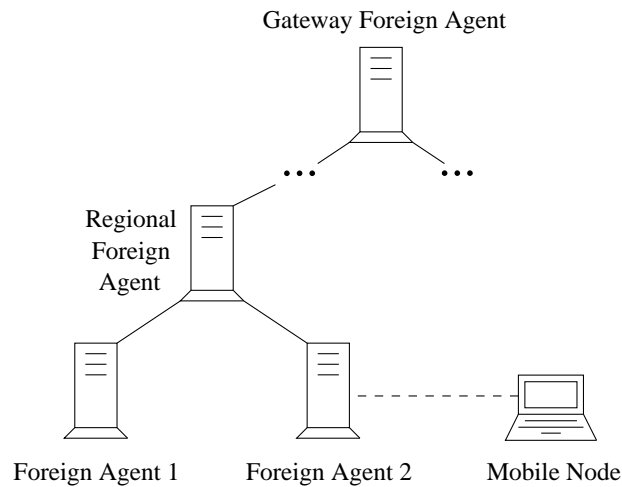 Gateway Foreign Agent
Regional
Foreign
Agent
Foreign Agent 1
Foreign Agent 2
Mobile Node